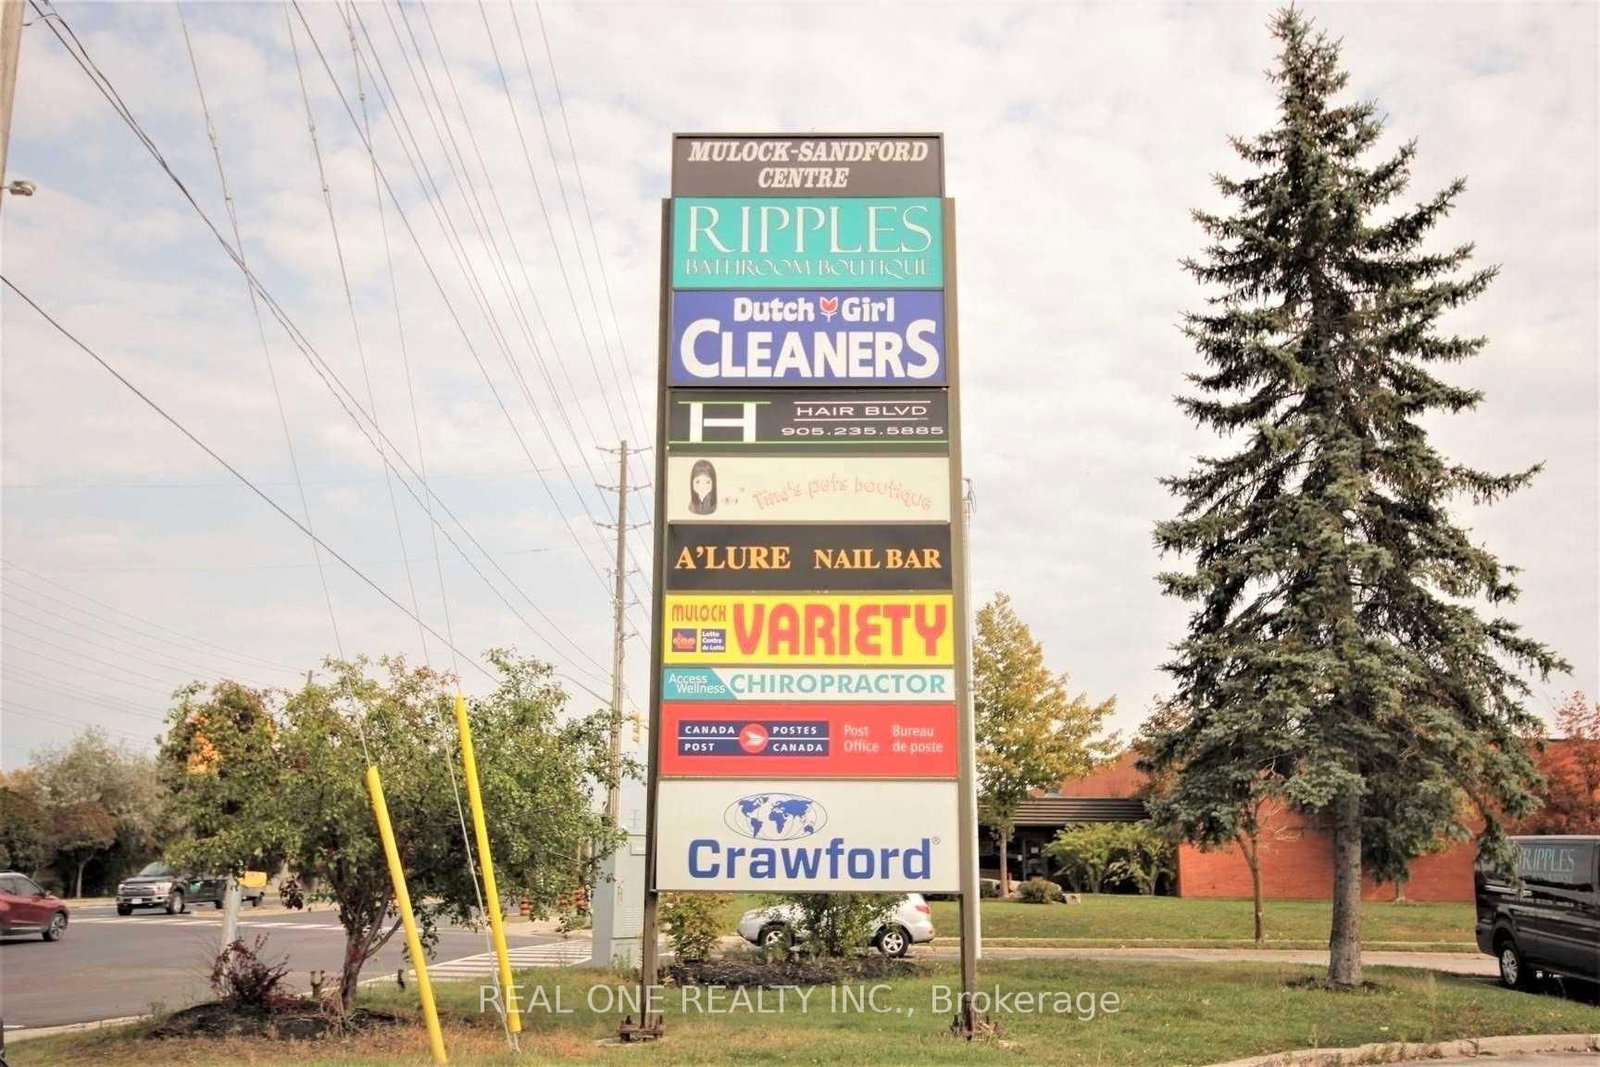 MULOCK-SANDFORD
CENTRE
RIPPLES
BATHROOM BOUTIQUE
Dutch Girl
CLEANERS
H HAIR BLVD
905.235.5885
Tina's pets boutique
A'LURE NAIL BAR
MULOCK VARIETY
Lotto
Centre
de Lotto
Access
Wellness
CHIROPRACTOR
CANADA POSTES
POST CANADA
Post Bureau
Office de poste
Crawford®
RIPPLES
REAL ONE REALTY INC., Brokerage